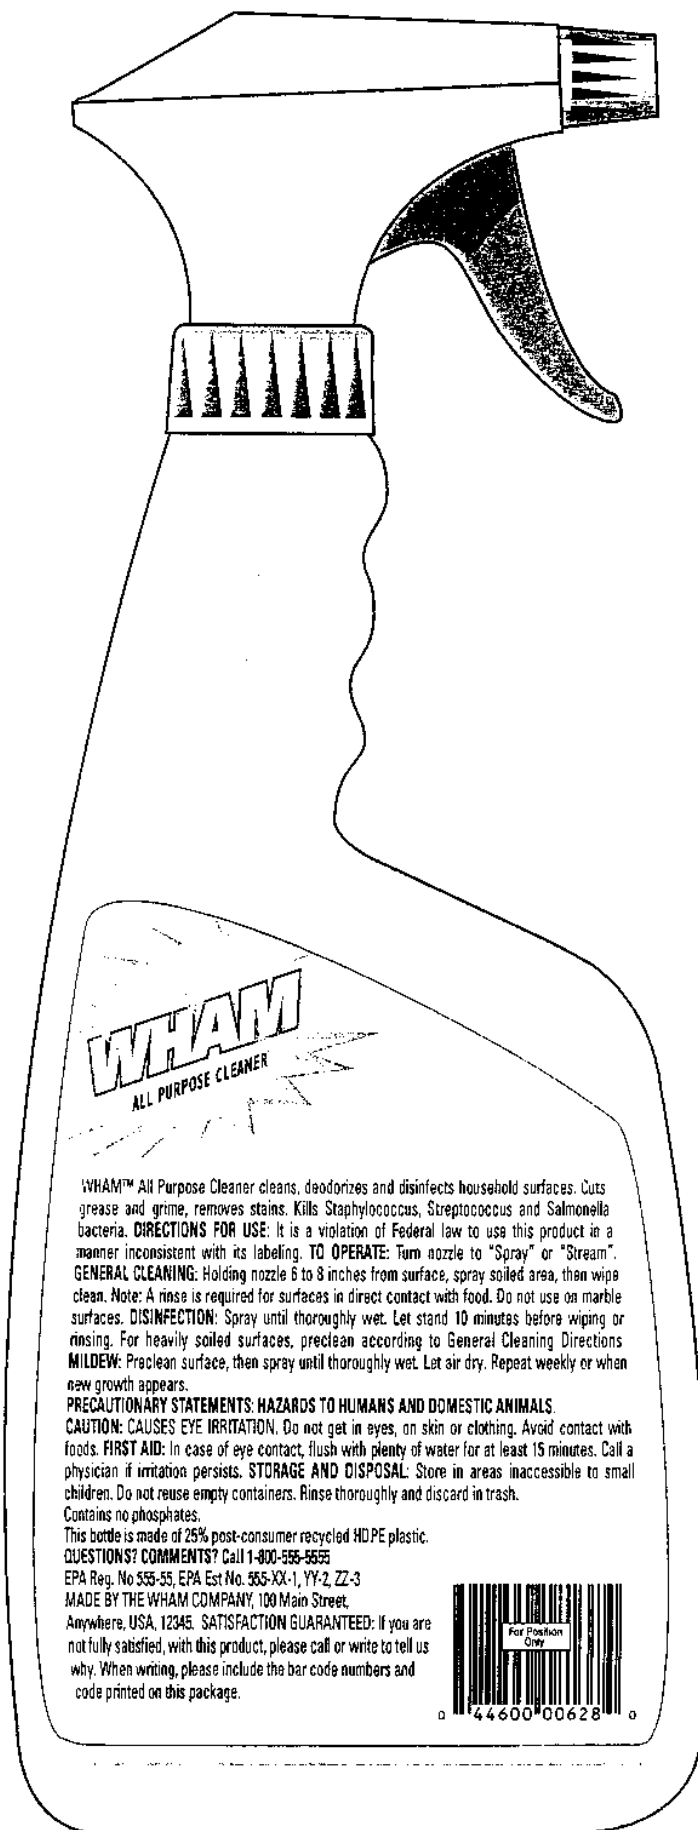 WHAM
ALL PURPOSE CLEANER
WHAM™ All Purpose Cleaner cleans, deodorizes and disinfects household surfaces. Cuts
grease and grime, removes stains. Kills Staphylococcus, Streptococcus and Salmonella
bacteria. DIRECTIONS FOR USE: It is a violation of Federal law to use this product in a
manner inconsistent with its labeling. TO OPERATE: Turn nozzle to "Spray" or "Stream".
GENERAL CLEANING: Holding nozzle 6 to 8 inches from surface, spray soiled area, then wipe
clean. Note: A rinse is required for surfaces in direct contact with food. Do not use on marble
surfaces. DISINFECTION: Spray until thoroughly wet. Let stand 10 minutes before wiping or
rinsing. For heavily soiled surfaces, preclean according to General Cleaning Directions
MILDEW: Preclean surface, then spray until thoroughly wet. Let air dry. Repeat weekly or when
new growth appears.
PRECAUTIONARY STATEMENTS: HAZARDS TO HUMANS AND DOMESTIC ANIMALS.
CAUTION: CAUSES EYE IRRITATION. Do not get in eyes, on skin or clothing. Avoid contact with
foods. FIRST AID: In case of eye contact, flush with plenty of water for at least 15 minutes. Call a
physician if irritation persists. STORAGE AND DISPOSAL: Store in areas inaccessible to small
children. Do not reuse empty containers. Rinse thoroughly and discard in trash.
Contains no phosphates.
This bottle is made of 25% post-consumer recycled HDPE plastic.
QUESTIONS? COMMENTS? Call 1-800-555-5555
EPA Reg. No 555-55, EPA Est No. 555-XX-1, YY-2, ZZ-3
MADE BY THE WHAM COMPANY, 100 Main Street,
Anywhere, USA, 12345. SATISFACTION GUARANTEED: If you are
not fully satisfied, with this product, please call or write to tell us
why. When writing, please include the bar code numbers and
code printed on this package.
For Position
Only
0 44600 00628 0